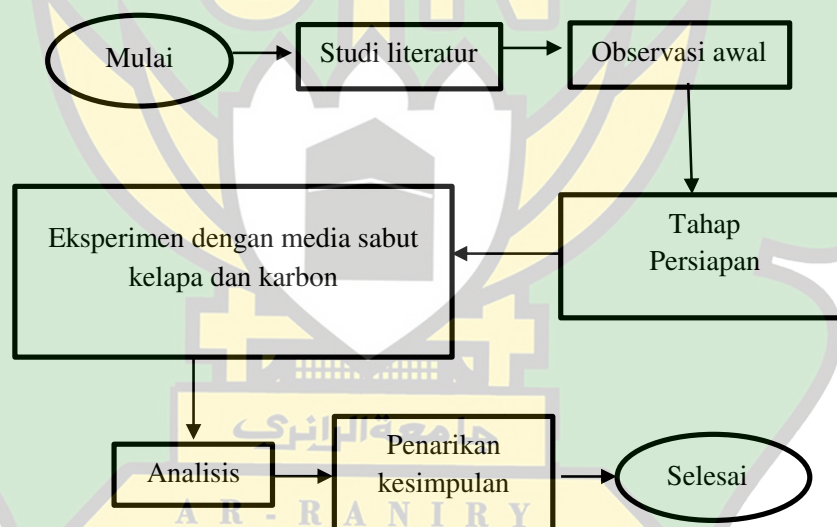 Mulai
Studi literatur
Observasi awal
Tahap
Persiapan
Eksperimen dengan media sabut
kelapa dan karbon
جامعةالرانري
Analisis
Penarikan
kesimpulan
Selesai
AR-RANIRY